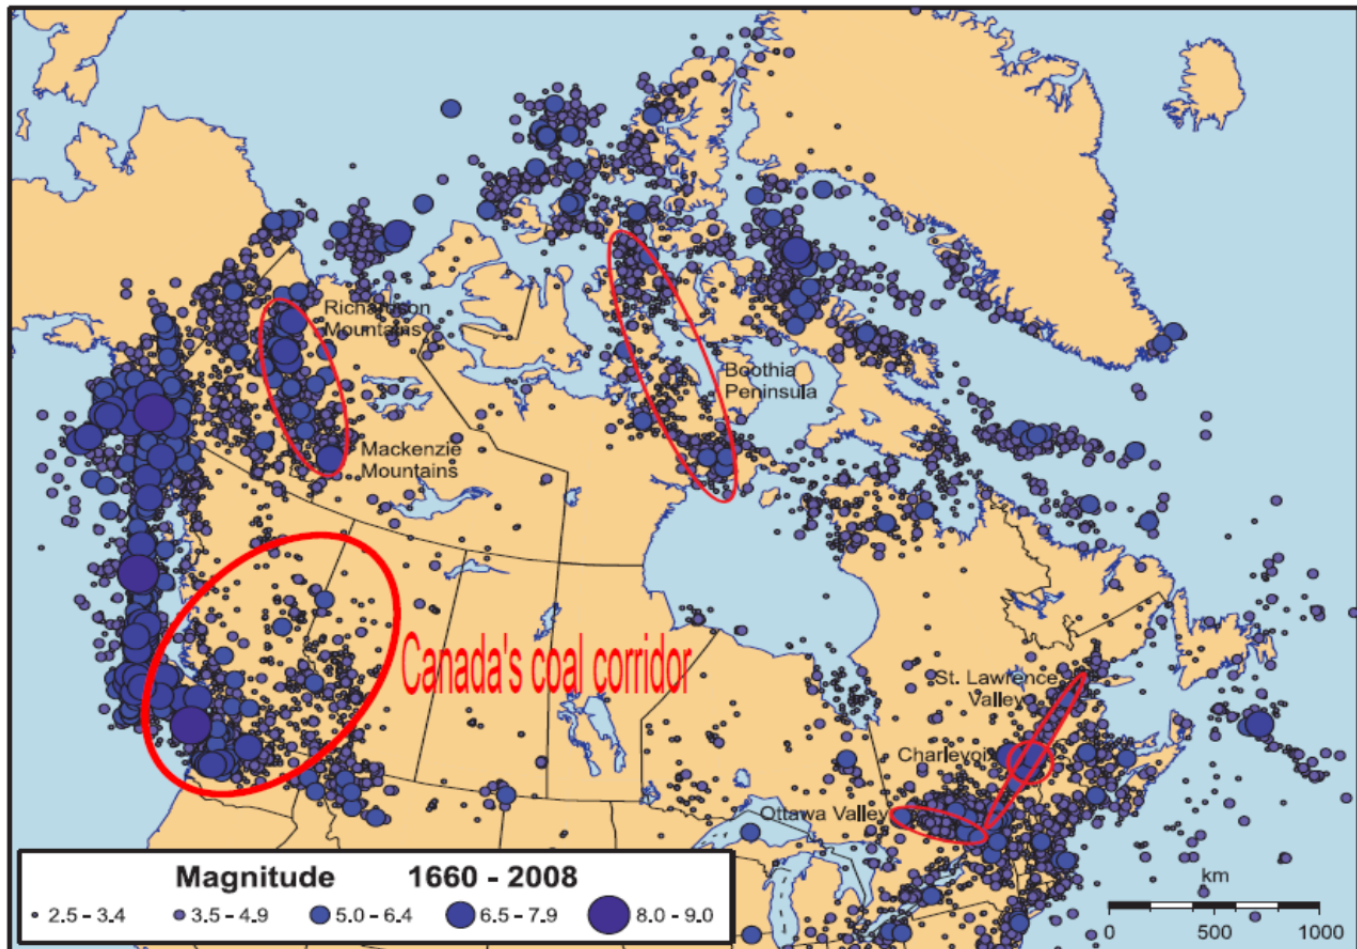 Richardson
Mountains
Boothia
Peninsula
Mackenzie
Mountains
Canada's coal corridor
St. Lawrence
Valley
Charlevoix
Ottawa Valley
Magnitude 1660 - 2008
2.5 - 3.4 3.5 - 4.9 5.0 - 6.4 6.5 - 7.9 8.0 - 9.0
km
0 500 1000